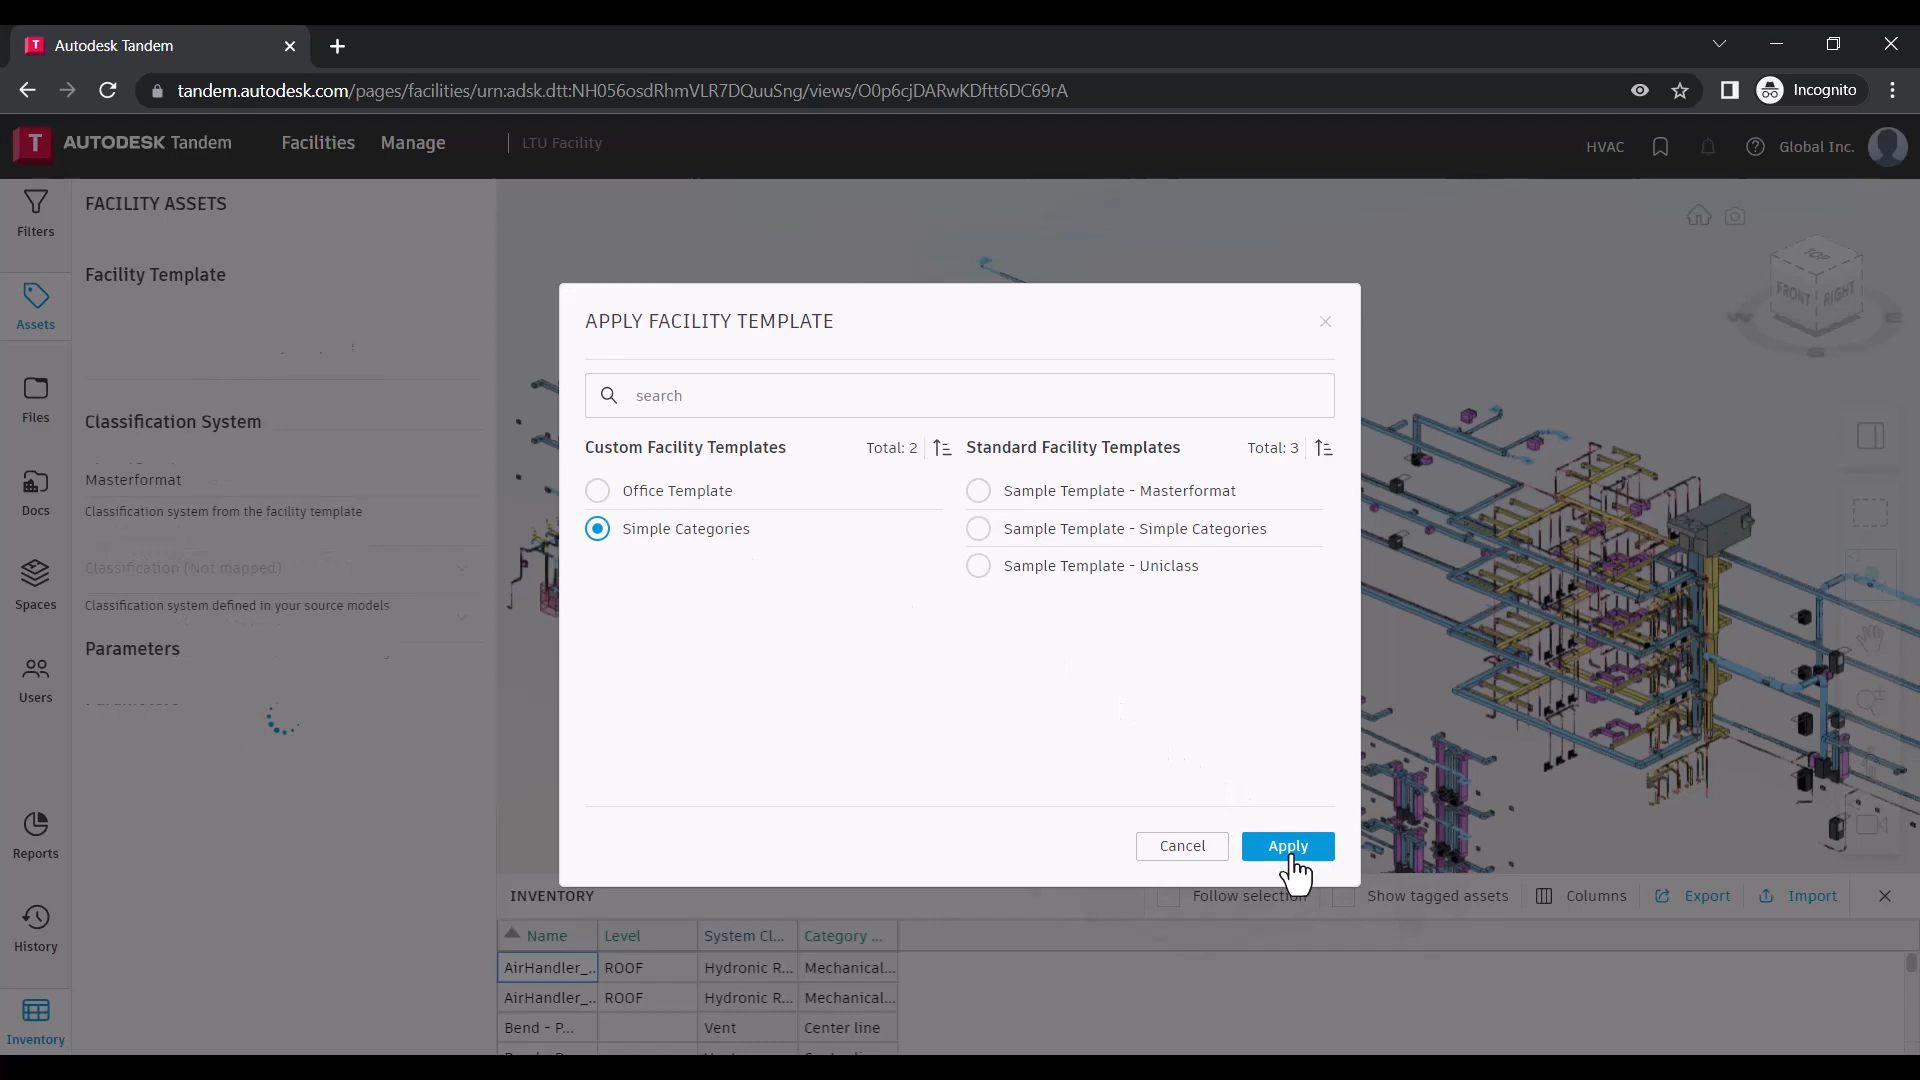 Autodesk Tandem
tandem.autodesk.com/pages/facilities/urn:adsk.dtt:NH056osdRhmVLR7DQuuSng/views/O0p6cjDARwKDftt6DC69rA
Incognito
T AUTODESK Tandem
Facilities
Manage
LTU Facility
HVAC
Global Inc.
Filters
Assets
Files
Docs
Spaces
Users
Reports
History
Inventory
FACILITY ASSETS
Facility Template
Classification System
Masterformat
Classification system from the facility template
Classification (Not mapped)
Classification system defined in your source models
Parameters
TOP
FRONT
RIGHT
APPLY FACILITY TEMPLATE
search
Custom Facility Templates Total: 2
Office Template
Simple Categories
Standard Facility Templates Total: 3
Sample Template - Masterformat
Sample Template - Simple Categories
Sample Template - Uniclass
Cancel
Apply
INVENTORY
Follow selection
Show tagged assets
Columns
Export
Import
Name Level System Cl... Category ...
AirHandler_... ROOF Hydronic R... Mechanical...
AirHandler_... ROOF Hydronic R... Mechanical...
Bend - P... Vent Center line